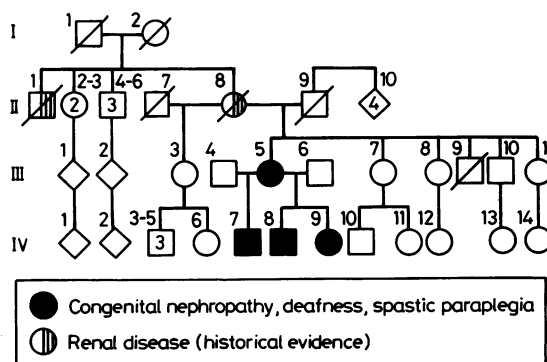 1 2
I
1 2-3 4-6 7 8 9 10
II 2 3 4
1 2 3 4 5 6 7 8 9 10 1
III
1 2 3-5 6 7 8 9 10 11 12 13 14
IV 3
Congenital nephropathy, deafness, spastic paraplegia
Renal disease (historical evidence)